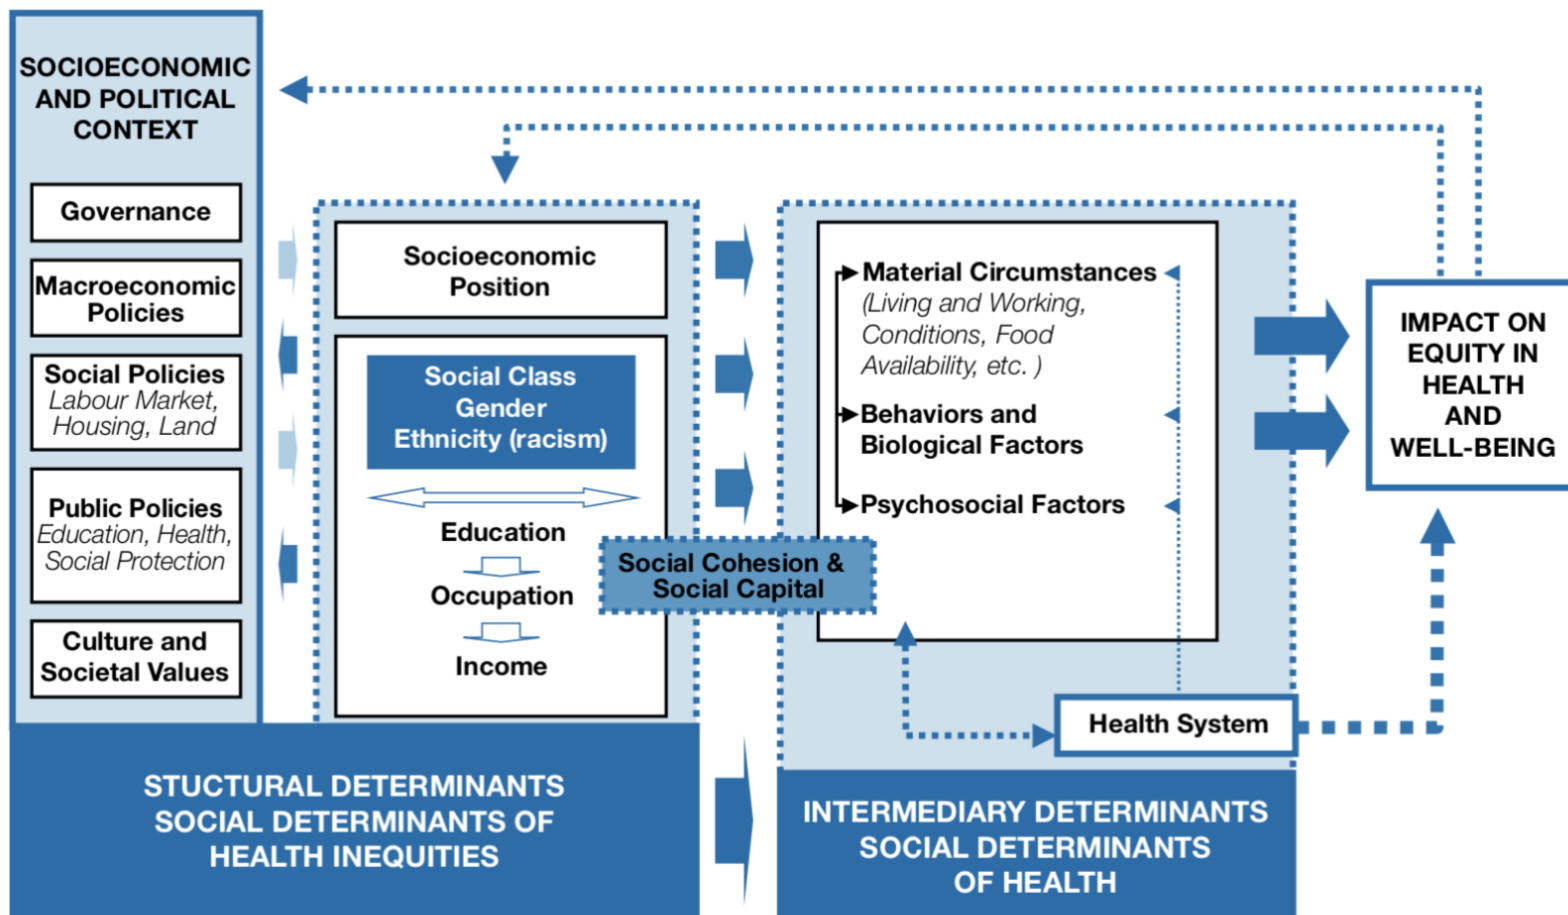 SOCIOECONOMIC
AND POLITICAL
CONTEXT
Governance
Macroeconomic
Policies
Social Policies
Labour Market,
Housing, Land
Public Policies
Education, Health,
Social Protection
Culture and
Societal Values
Socioeconomic
Position
Social Class
Gender
Ethnicity (racism)
Education
Occupation
Income
Social Cohesion &
Social Capital
Material Circumstances
(Living and Working,
Conditions, Food
Availability, etc. )
Behaviors and
Biological Factors
Psychosocial Factors
Health System
IMPACT ON
EQUITY IN
HEALTH
AND
WELL-BEING
STUCTURAL DETERMINANTS
SOCIAL DETERMINANTS OF
HEALTH INEQUITIES
INTERMEDIARY DETERMINANTS
SOCIAL DETERMINANTS
OF HEALTH